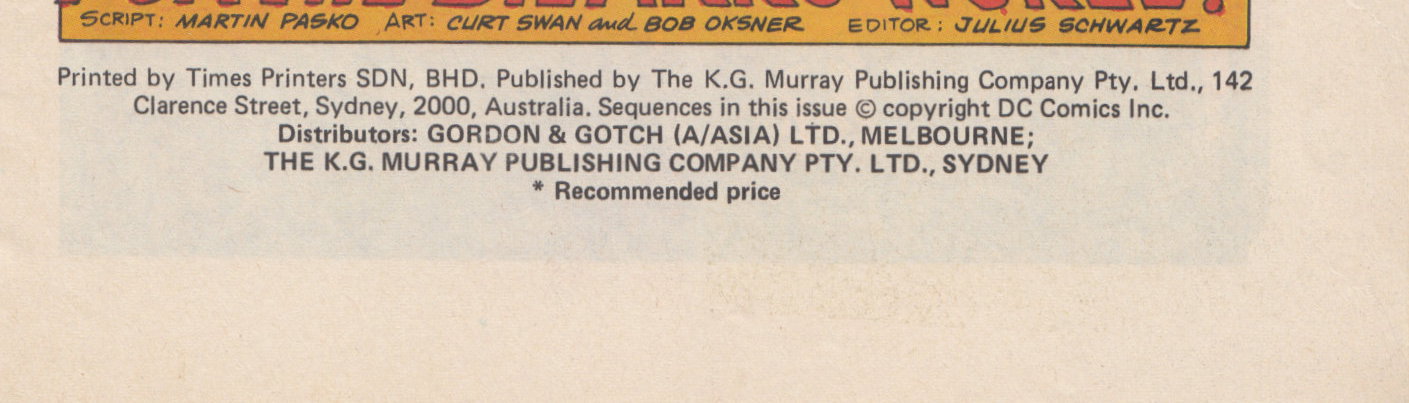 SCRIPT: MARTIN PASKO ART: CURT SWAN and BOB OKSNER EDITOR: JULIUS SCHWARTZ
Printed by Times Printers SDN, BHD. Published by The K.G. Murray Publishing Company Pty. Ltd., 142
Clarence Street, Sydney, 2000, Australia. Sequences in this issue © copyright DC Comics Inc.
Distributors: GORDON & GOTCH (A/ASIA) LTD., MELBOURNE;
THE K.G. MURRAY PUBLISHING COMPANY PTY. LTD., SYDNEY
* Recommended price